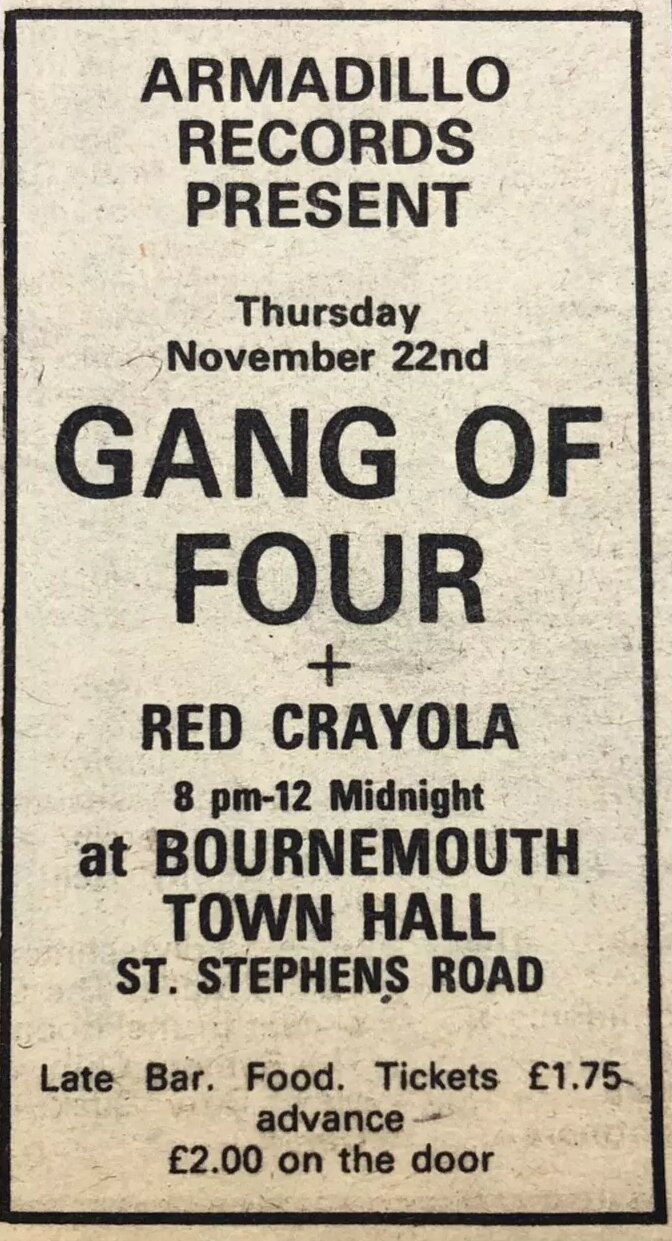 ARMADILLO
RECORDS
PRESENT
Thursday
November 22nd
GANG OF
FOUR
+
RED CRAYOLA
8 pm-12 Midnight
at BOURNEMOUTH
TOWN HALL
ST. STEPHENS ROAD
Late Bar. Food. Tickets £1.75
advance
£2.00 on the door